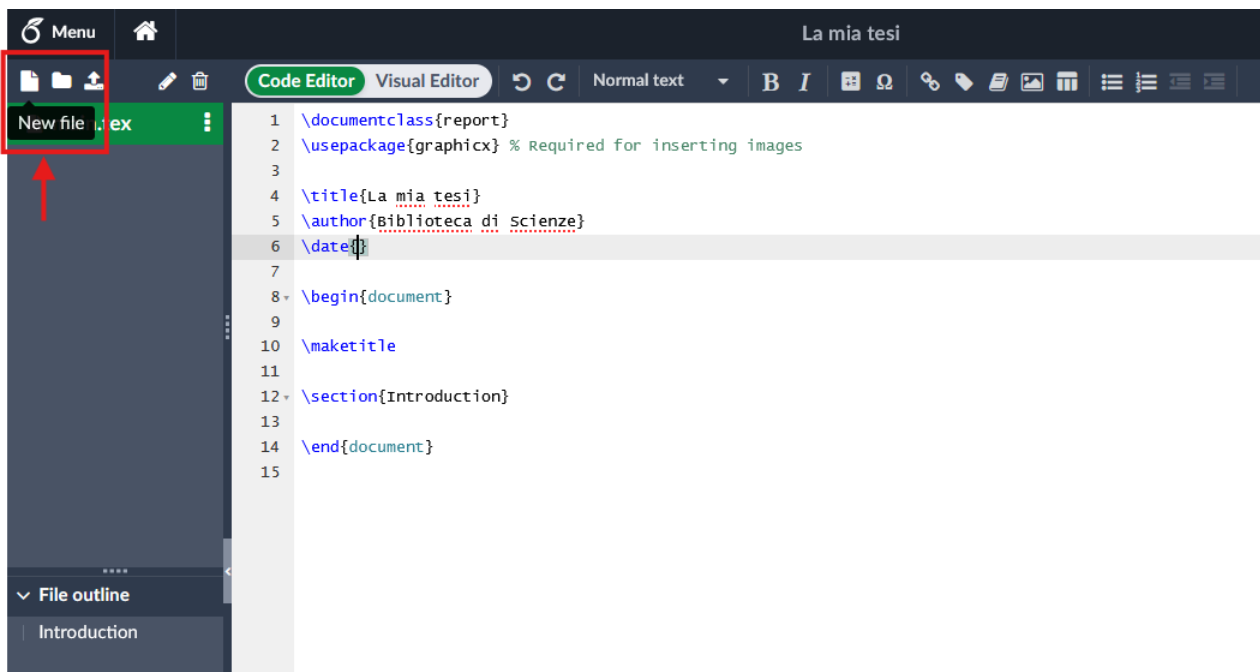 Menu
La mia tesi
Code Editor Visual Editor Normal text B I Ω
New file
.tex
1 \documentclass{report}
2 \usepackage{graphicx} % Required for inserting images
3
4 \title{La mia tesi}
5 \author{Biblioteca di Scienze}
6 \date{}
7
8 \begin{document}
9
10 \maketitle
11
12 \section{Introduction}
13
14 \end{document}
15
File outline
Introduction